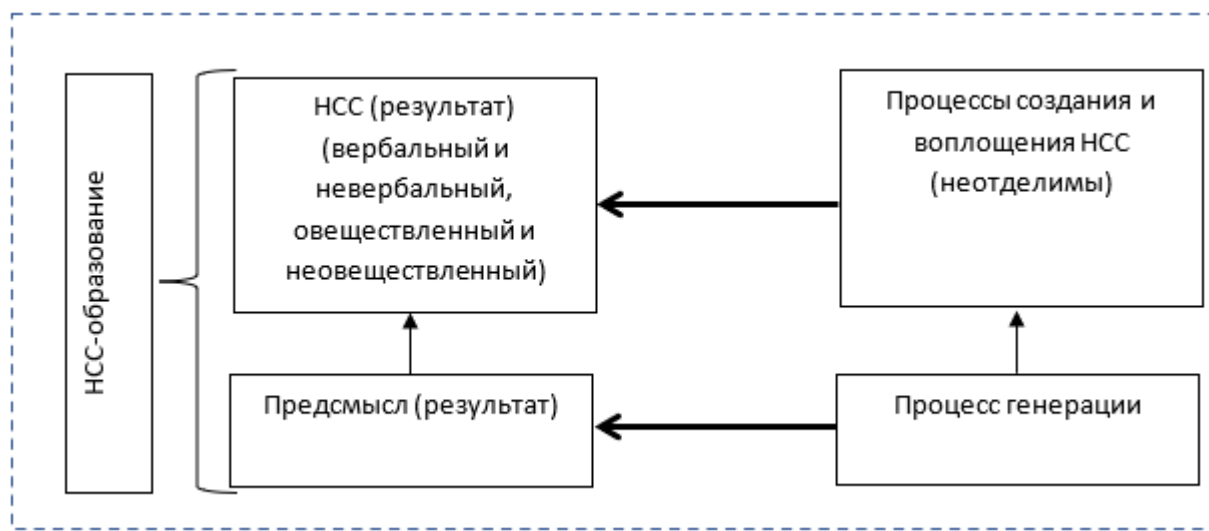 НСС-образование
НСС (результат)
(вербальный и
невербальный,
овеществленный и
неовеществленный)
Процессы создания и
воплощения НСС
(неотделимы)
Предсмысл (результат)
Процесс генерации